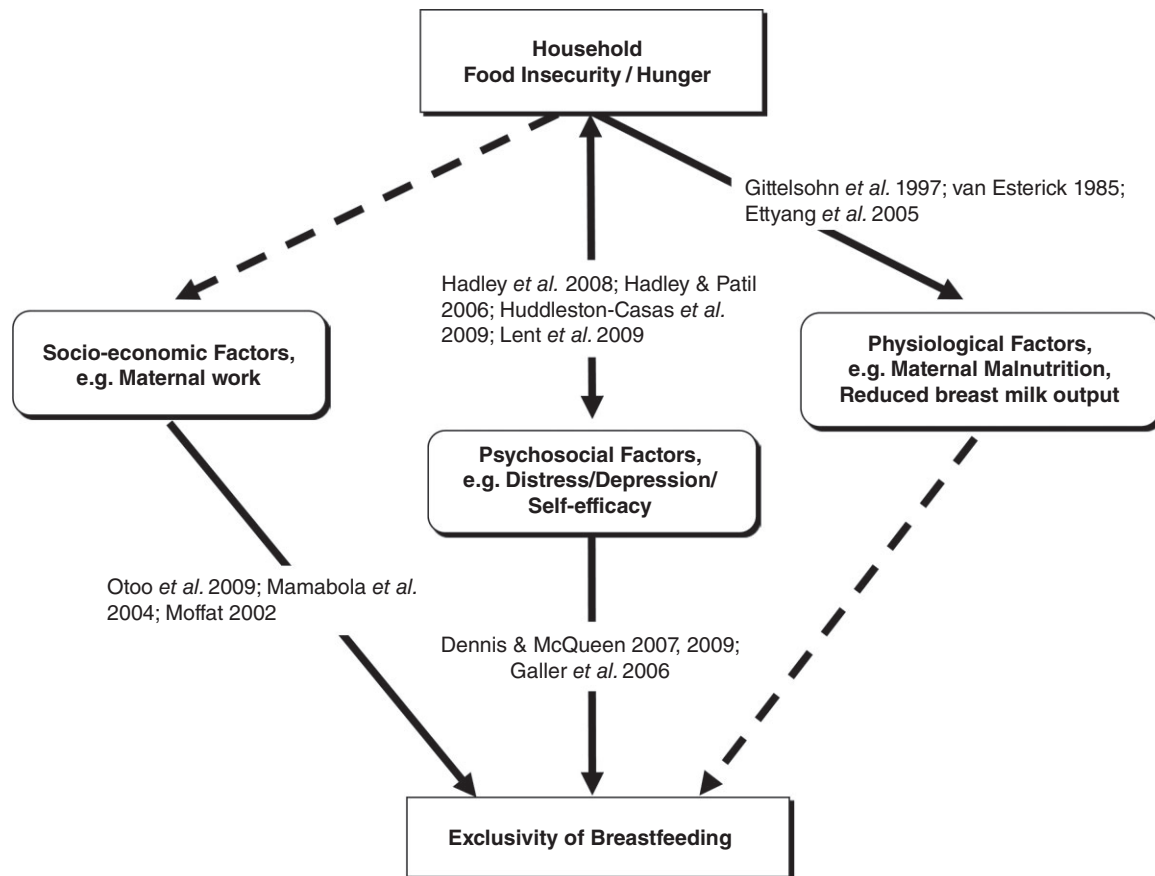 Household
Food Insecurity / Hunger
Gittelsohn et al. 1997; van Esterick 1985;
Ettyang et al. 2005
Hadley et al. 2008; Hadley & Patil
2006; Huddleston-Casas et al.
2009; Lent et al. 2009
Socio-economic Factors,
e.g. Maternal work
Physiological Factors,
e.g. Maternal Malnutrition,
Reduced breast milk output
Psychosocial Factors,
e.g. Distress/Depression/
Self-efficacy
Otoo et al. 2009; Mamabola et al.
2004; Moffat 2002
Dennis & McQueen 2007, 2009;
Galler et al. 2006
Exclusivity of Breastfeeding